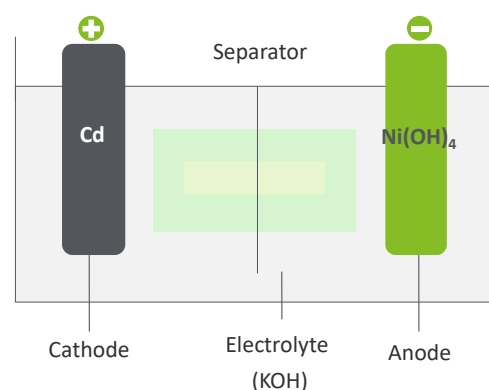 Separator
Cd
Ni(OH)₄
Cathode
Electrolyte
(KOH)
Anode